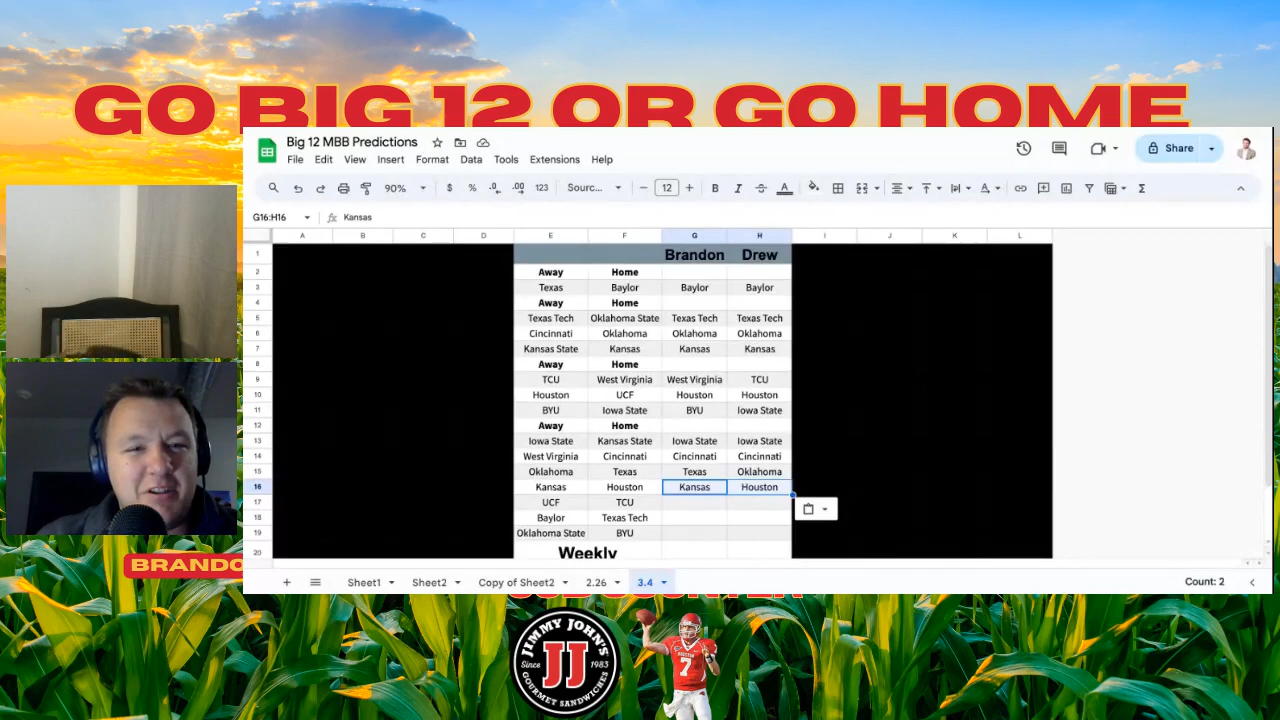 GO BIG 12 OR GO HOME
Big 12 MBB Predictions
File Edit View Insert Format Data Tools Extensions Help
Share
90% $ % .0 .00 123 Sourc... 12 B I A Σ
G16:H16 fx Kansas
A B C D E F G H I J K L
1 Brandon Drew
2 Away Home
3 Texas Baylor Baylor Baylor
4 Away Home
5 Texas Tech Oklahoma State Texas Tech Texas Tech
6 Cincinnati Oklahoma Oklahoma Oklahoma
7 Kansas State Kansas Kansas Kansas
8 Away Home
9 TCU West Virginia West Virginia TCU
10 Houston UCF Houston Houston
11 BYU Iowa State BYU Iowa State
12 Away Home
13 Iowa State Kansas State Iowa State Iowa State
14 West Virginia Cincinnati Cincinnati Cincinnati
15 Oklahoma Texas Texas Oklahoma
16 Kansas Houston Kansas Houston
17 UCF TCU
18 Baylor Texas Tech
19 Oklahoma State BYU
20 Weekly
BRANDO
Sheet1 Sheet2 Copy of Sheet2 2.26 3.4 Count: 2
JIMMY JOHN'S
Since JJ 1983
GOURMET SANDWICHES
HOUSTON
7